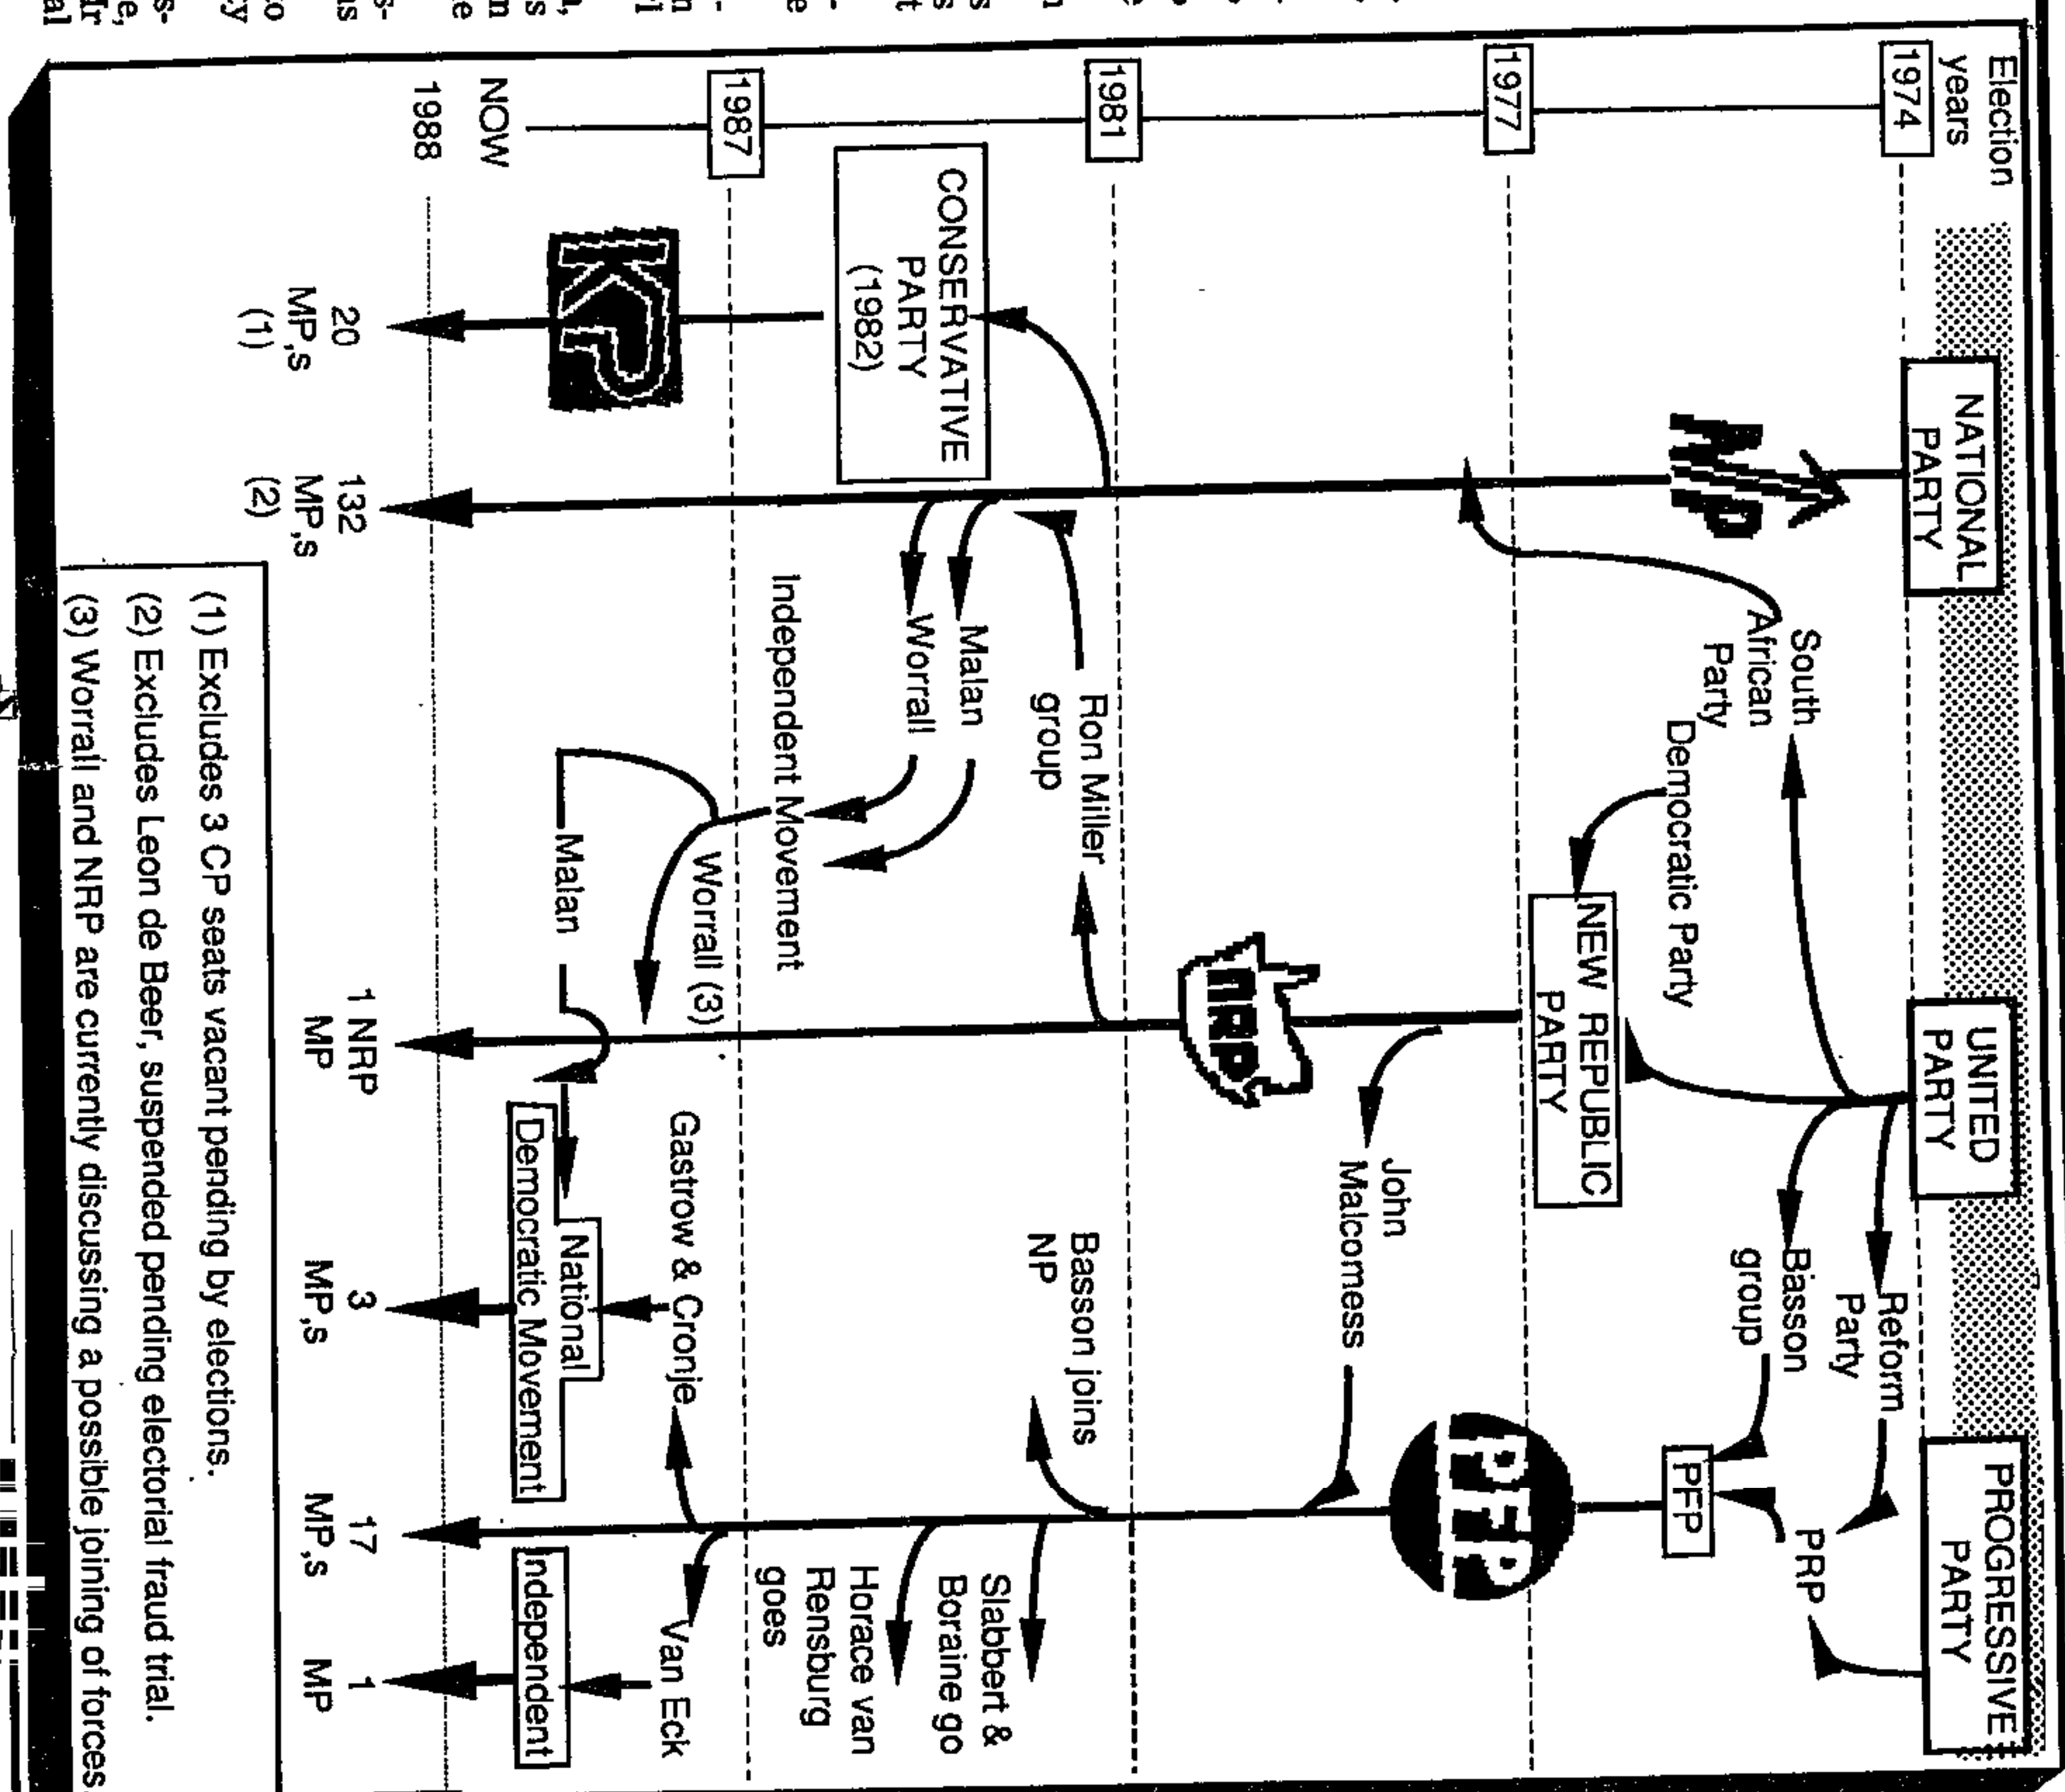 Election
years
1974
1977
1981
1987
NOW
1988
NATIONAL
PARTY
UNITED
PARTY
PROGRESSIVE
PARTY
NP
South
African
Party
Democratic Party
Reform
Party
Basson
group
PRP
PFP
NEW REPUBLIC
PARTY
PFP
John
Malcomess
NRP
Ron Miller
group
Basson joins
NP
CONSERVATIVE
PARTY
(1982)
Malan
Worrall
Slabbert &
Boraine go
Horace van
Rensburg
goes
Independent Movement
KP
Worrall (3)
Malan
Gastrow & Cronje
Van Eck
National
Democratic Movement
Independent
20
MP,s
(1)
132
MP,s
(2)
1 NRP
MP
3
MP,s
17
MP,s
1
MP
(1) Excludes 3 CP seats vacant pending by elections.
(2) Excludes Leon de Beer, suspended pending electorial fraud trial.
(3) Worrall and NRP are currently discussing a possible joining of forces